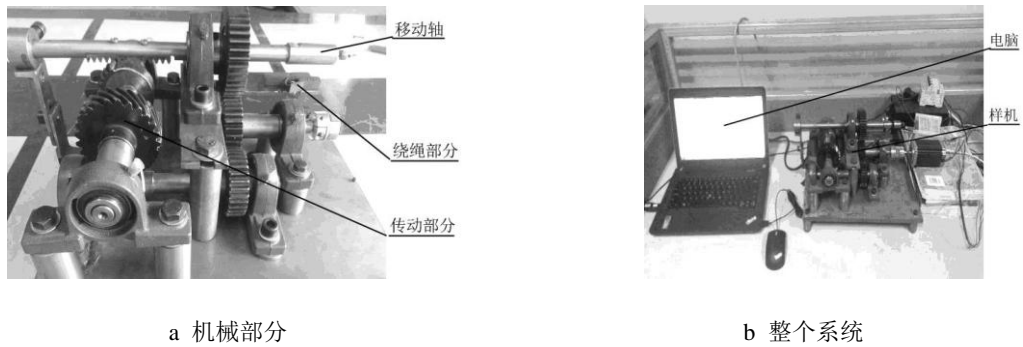 移动轴
绕绳部分
传动部分
电脑
样机
a 机械部分
b 整个系统